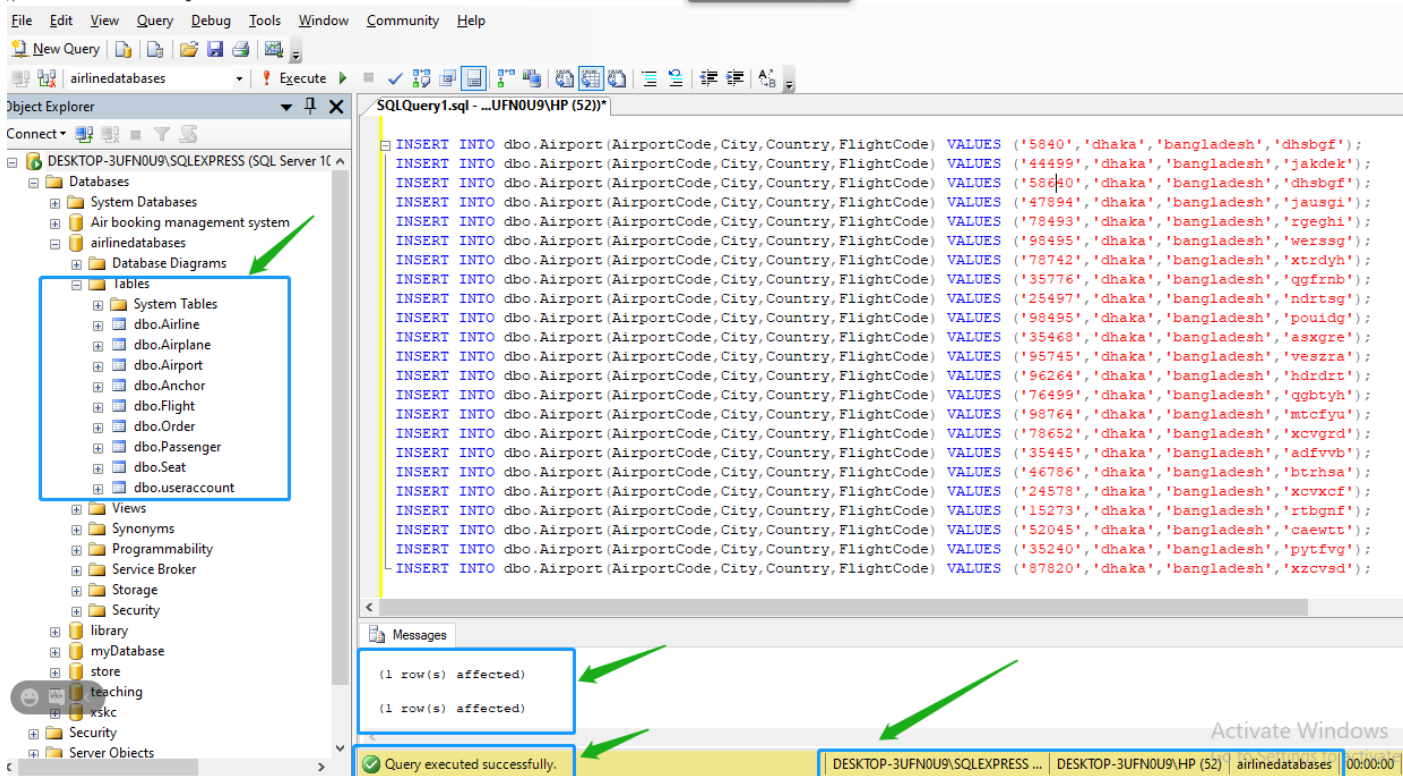 File Edit View Query Debug Tools Window Community Help
New Query
airlinedatabases Execute
Object Explorer
Connect
DESKTOP-3UFN0U9\SQLEXPRESS (SQL Server 10
Databases
System Databases
Air booking management system
airlinedatabases
Database Diagrams
Tables
System Tables
dbo.Airline
dbo.Airplane
dbo.Airport
dbo.Anchor
dbo.Flight
dbo.Order
dbo.Passenger
dbo.Seat
dbo.useraccount
Views
Synonyms
Programmability
Service Broker
Storage
Security
library
myDatabase
store
teaching
xskc
Security
Server Objects
SQLQuery1.sql - ...UFN0U9\HP (52))*
INSERT INTO dbo.Airport(AirportCode,City,Country,FlightCode) VALUES ('5840','dhaka','bangladesh','dhsbgf');
INSERT INTO dbo.Airport(AirportCode,City,Country,FlightCode) VALUES ('44499','dhaka','bangladesh','jakdek');
INSERT INTO dbo.Airport(AirportCode,City,Country,FlightCode) VALUES ('58640','dhaka','bangladesh','dhsbgf');
INSERT INTO dbo.Airport(AirportCode,City,Country,FlightCode) VALUES ('47894','dhaka','bangladesh','jausgi');
INSERT INTO dbo.Airport(AirportCode,City,Country,FlightCode) VALUES ('78493','dhaka','bangladesh','rgeghi');
INSERT INTO dbo.Airport(AirportCode,City,Country,FlightCode) VALUES ('98495','dhaka','bangladesh','werssg');
INSERT INTO dbo.Airport(AirportCode,City,Country,FlightCode) VALUES ('78742','dhaka','bangladesh','xtrdyh');
INSERT INTO dbo.Airport(AirportCode,City,Country,FlightCode) VALUES ('35776','dhaka','bangladesh','qgfrnb');
INSERT INTO dbo.Airport(AirportCode,City,Country,FlightCode) VALUES ('25497','dhaka','bangladesh','ndrtsg');
INSERT INTO dbo.Airport(AirportCode,City,Country,FlightCode) VALUES ('98495','dhaka','bangladesh','pouidg');
INSERT INTO dbo.Airport(AirportCode,City,Country,FlightCode) VALUES ('35468','dhaka','bangladesh','asxgre');
INSERT INTO dbo.Airport(AirportCode,City,Country,FlightCode) VALUES ('95745','dhaka','bangladesh','veszra');
INSERT INTO dbo.Airport(AirportCode,City,Country,FlightCode) VALUES ('96264','dhaka','bangladesh','hdrdrt');
INSERT INTO dbo.Airport(AirportCode,City,Country,FlightCode) VALUES ('76499','dhaka','bangladesh','qgbtyh');
INSERT INTO dbo.Airport(AirportCode,City,Country,FlightCode) VALUES ('98764','dhaka','bangladesh','mtcfyu');
INSERT INTO dbo.Airport(AirportCode,City,Country,FlightCode) VALUES ('78652','dhaka','bangladesh','xcvgrd');
INSERT INTO dbo.Airport(AirportCode,City,Country,FlightCode) VALUES ('35445','dhaka','bangladesh','adfvvb');
INSERT INTO dbo.Airport(AirportCode,City,Country,FlightCode) VALUES ('46786','dhaka','bangladesh','btrhsa');
INSERT INTO dbo.Airport(AirportCode,City,Country,FlightCode) VALUES ('24578','dhaka','bangladesh','xcvxcf');
INSERT INTO dbo.Airport(AirportCode,City,Country,FlightCode) VALUES ('15273','dhaka','bangladesh','rtbgnf');
INSERT INTO dbo.Airport(AirportCode,City,Country,FlightCode) VALUES ('52045','dhaka','bangladesh','caewtt');
INSERT INTO dbo.Airport(AirportCode,City,Country,FlightCode) VALUES ('35240','dhaka','bangladesh','pytfvg');
INSERT INTO dbo.Airport(AirportCode,City,Country,FlightCode) VALUES ('87820','dhaka','bangladesh','xzcvsd');
Messages
(1 row(s) affected)
(1 row(s) affected)
Activate Windows
Go to Settings to activate
Query executed successfully. DESKTOP-3UFN0U9\SQLEXPRESS ... DESKTOP-3UFN0U9\HP (52) airlinedatabases 00:00:00